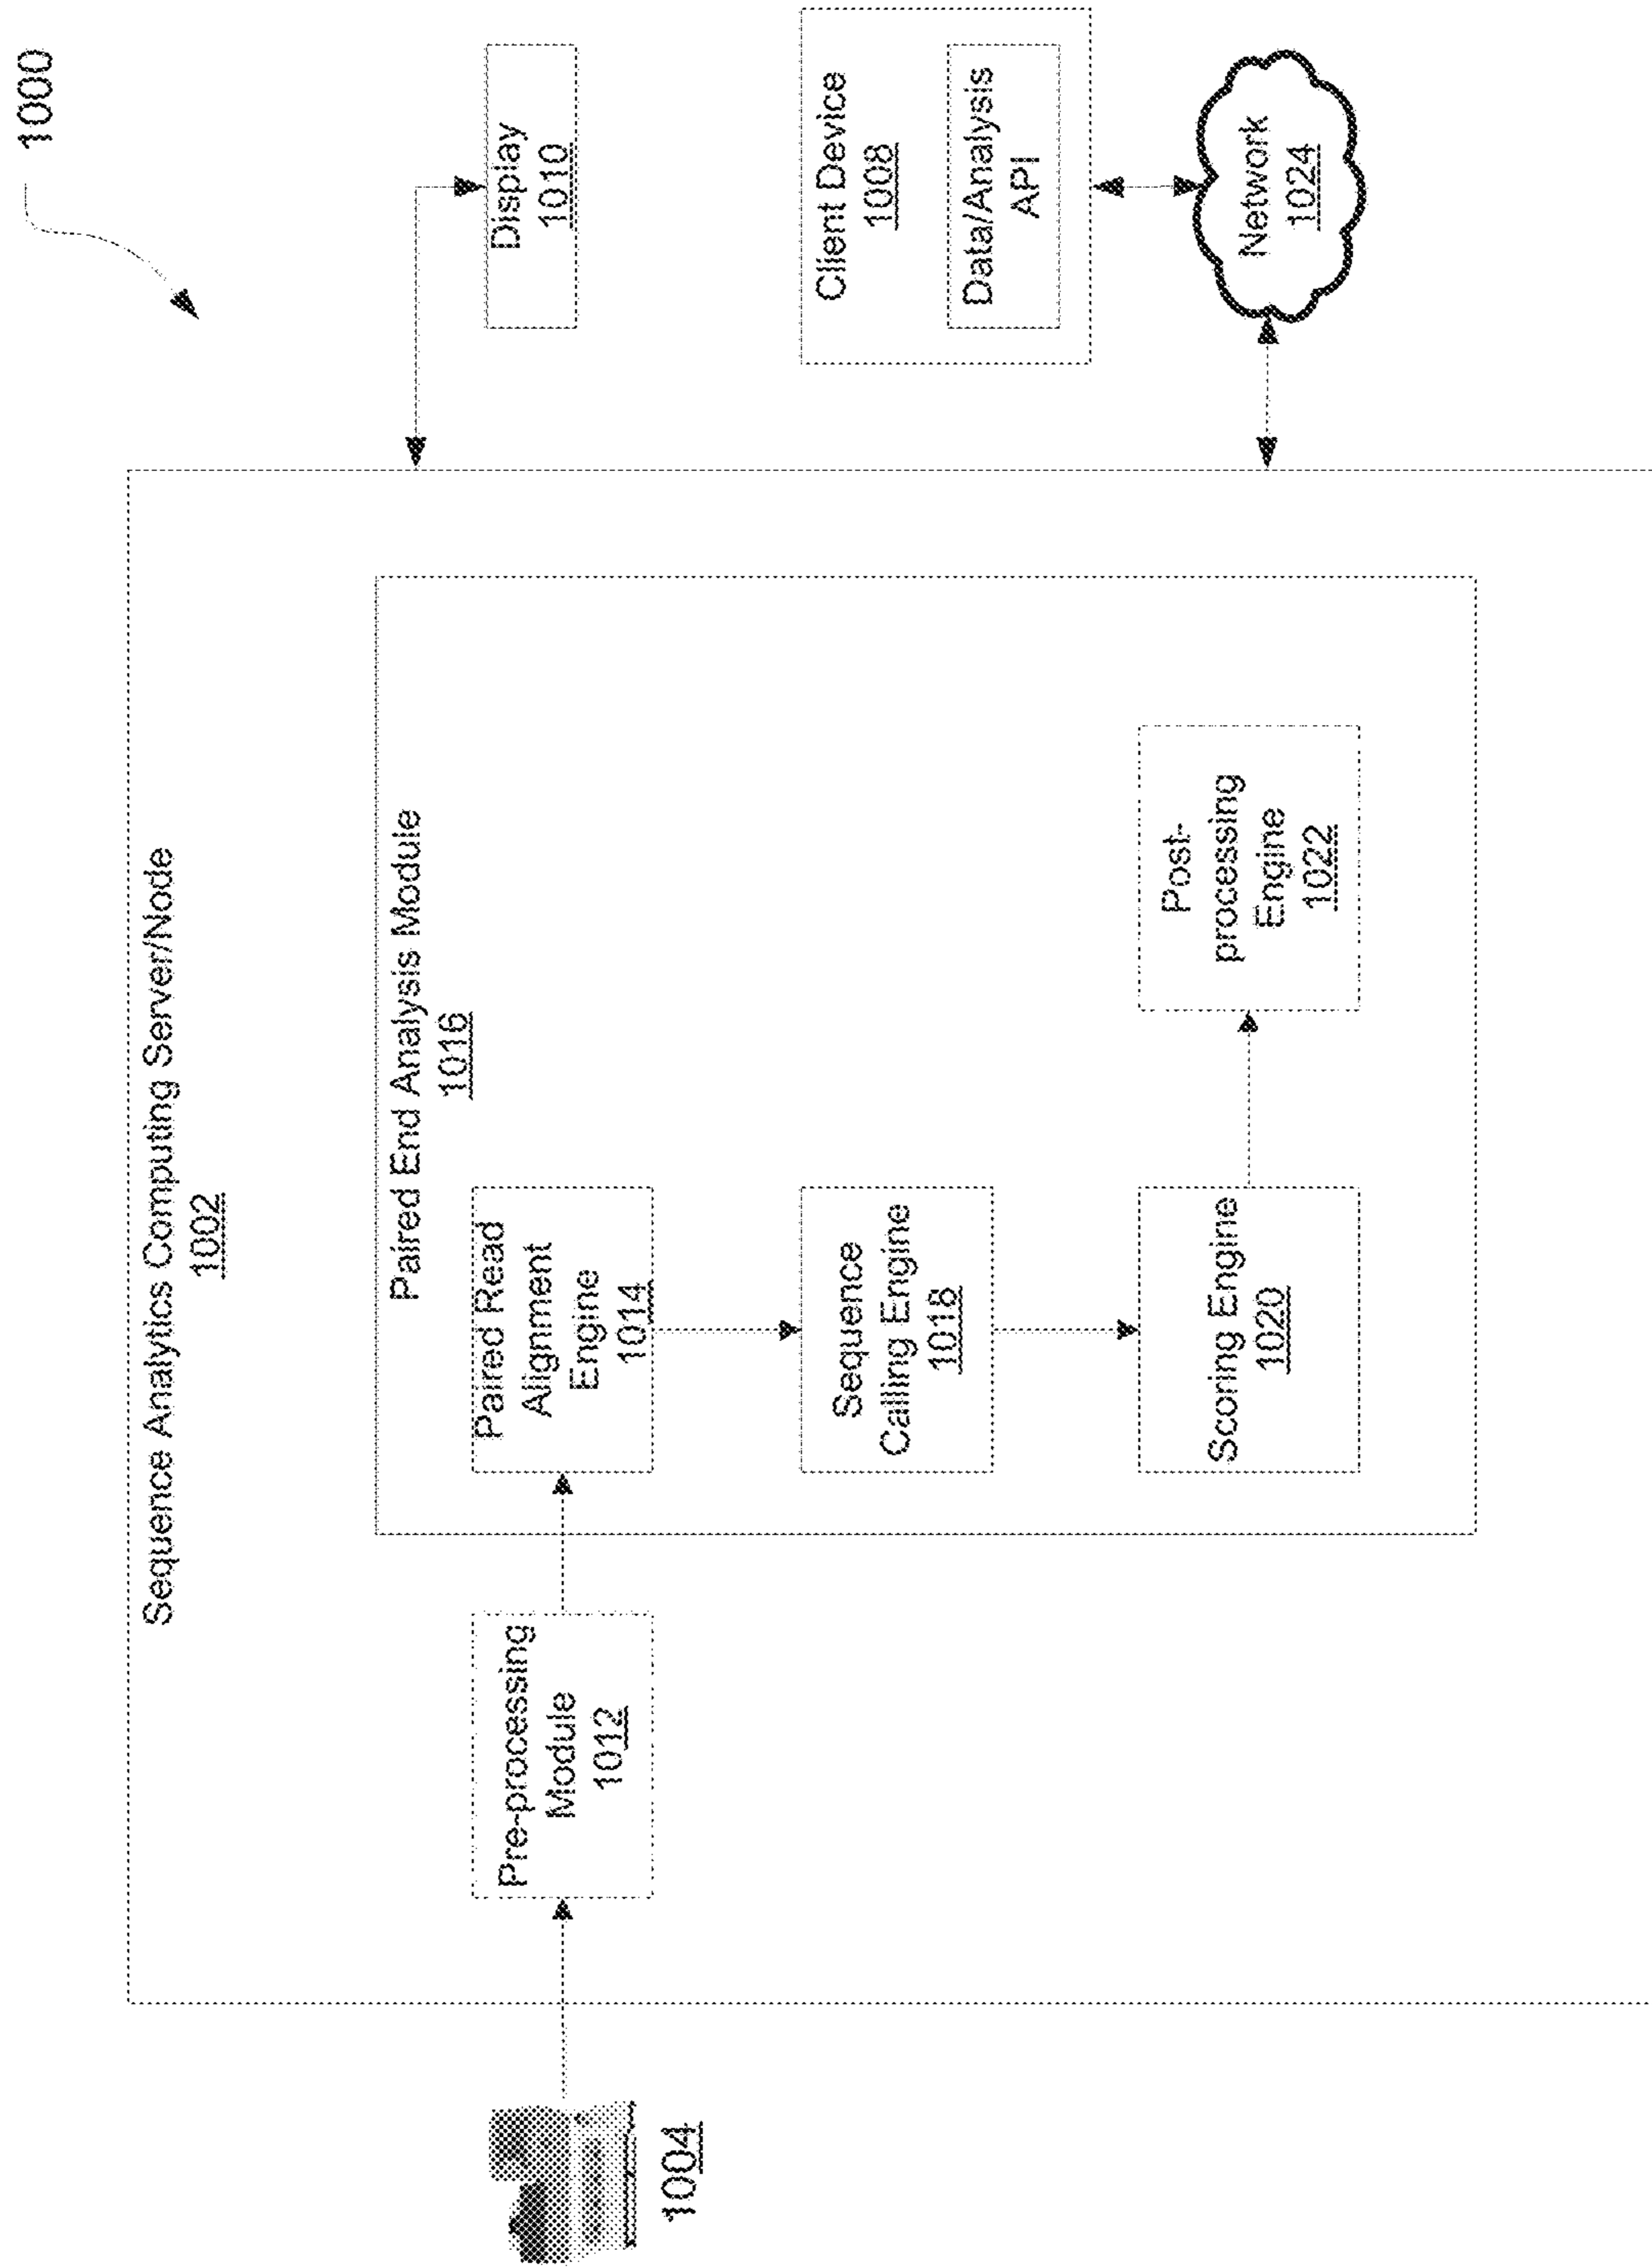 1000
Sequence Analytics Computing Server/Node
1002
Paired End Analysis Module
1016
Pre-processing
Module
1012
Paired Read
Alignment
Engine
1014
Sequence
Calling Engine
1018
Scoring Engine
1020
Post-
processing
Engine
1022
Display
1010
Client Device
1008
Data/Analysis
API
Network
1024
1004